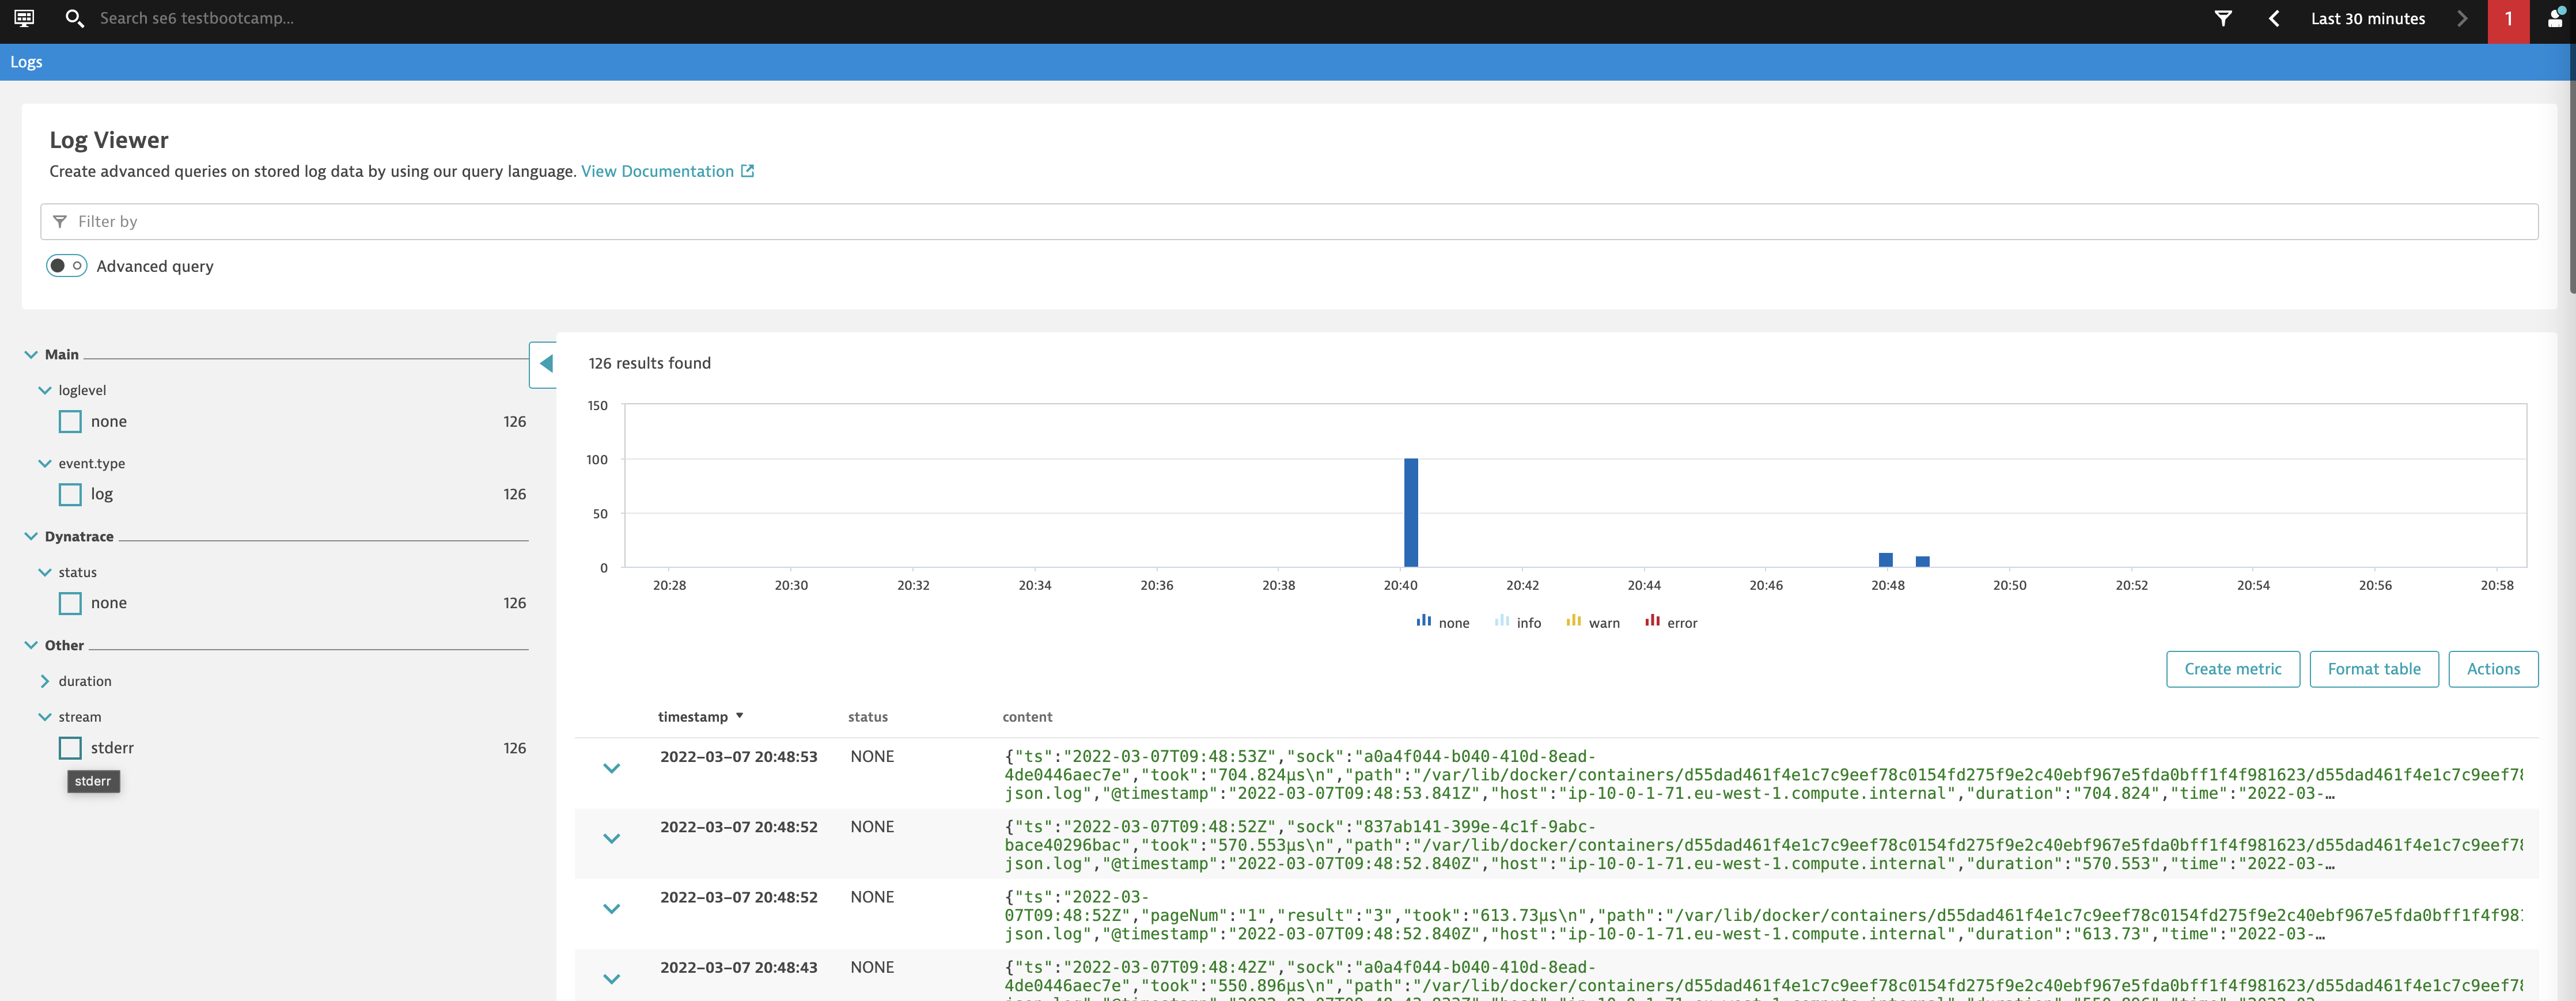 Search se6 testbootcamp...
Last 30 minutes
1
Logs
Log Viewer
Create advanced queries on stored log data by using our query language. View Documentation
Filter by
Advanced query
Main
loglevel
none 126
event.type
log 126
Dynatrace
status
none 126
Other
duration
stream
stderr 126
stderr
126 results found
150
100
50
0
20:28 20:30 20:32 20:34 20:36 20:38 20:40 20:42 20:44 20:46 20:48 20:50 20:52 20:54 20:56 20:58
none info warn error
Create metric Format table Actions
timestamp status content
2022-03-07 20:48:53 NONE {"ts":"2022-03-07T09:48:53Z","sock":"a0a4f044-b040-410d-8ead-
4de0446aec7e","took":"704.824µs\n","path":"/var/lib/docker/containers/d55dad461f4e1c7c9eef78c0154fd275f9e2c40ebf967e5fda0bff1f4f981623/d55dad461f4e1c7c9eef78
json.log","@timestamp":"2022-03-07T09:48:53.841Z","host":"ip-10-0-1-71.eu-west-1.compute.internal","duration":"704.824","time":"2022-03-…
2022-03-07 20:48:52 NONE {"ts":"2022-03-07T09:48:52Z","sock":"837ab141-399e-4c1f-9abc-
bace40296bac","took":"570.553µs\n","path":"/var/lib/docker/containers/d55dad461f4e1c7c9eef78c0154fd275f9e2c40ebf967e5fda0bff1f4f981623/d55dad461f4e1c7c9eef78
json.log","@timestamp":"2022-03-07T09:48:52.840Z","host":"ip-10-0-1-71.eu-west-1.compute.internal","duration":"570.553","time":"2022-03-…
2022-03-07 20:48:52 NONE {"ts":"2022-03-
07T09:48:52Z","pageNum":"1","result":"3","took":"613.73µs\n","path":"/var/lib/docker/containers/d55dad461f4e1c7c9eef78c0154fd275f9e2c40ebf967e5fda0bff1f4f981
json.log","@timestamp":"2022-03-07T09:48:52.840Z","host":"ip-10-0-1-71.eu-west-1.compute.internal","duration":"613.73","time":"2022-03-…
2022-03-07 20:48:43 NONE {"ts":"2022-03-07T09:48:42Z","sock":"a0a4f044-b040-410d-8ead-
4de0446aec7e","took":"550.896µs\n","path":"/var/lib/docker/containers/d55dad461f4e1c7c9eef78c0154fd275f9e2c40ebf967e5fda0bff1f4f981623/d55dad461f4e1c7c9eef78